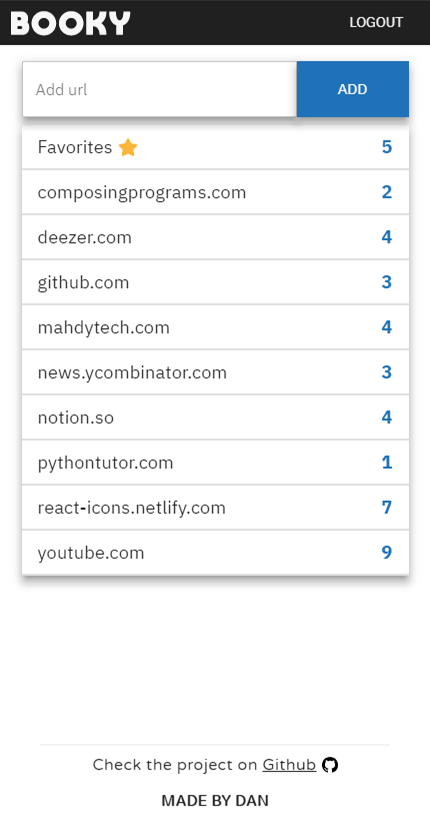 BOOKY LOGOUT
Add url ADD
Favorites 5
composingprograms.com 2
deezer.com 4
github.com 3
mahdytech.com 4
news.ycombinator.com 3
notion.so 4
pythontutor.com 1
react-icons.netlify.com 7
youtube.com 9
Check the project on Github
MADE BY DAN